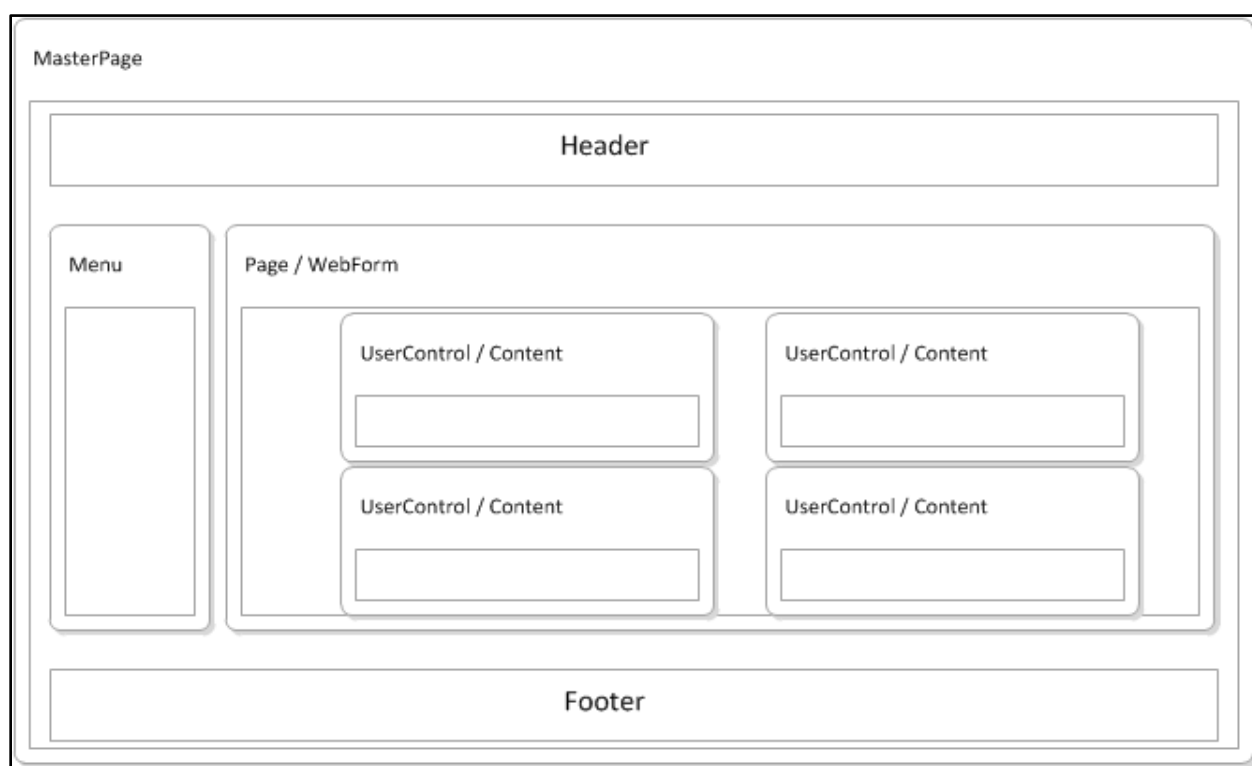 MasterPage
Header
Menu
Page / WebForm
UserControl / Content
UserControl / Content
UserControl / Content
UserControl / Content
Footer